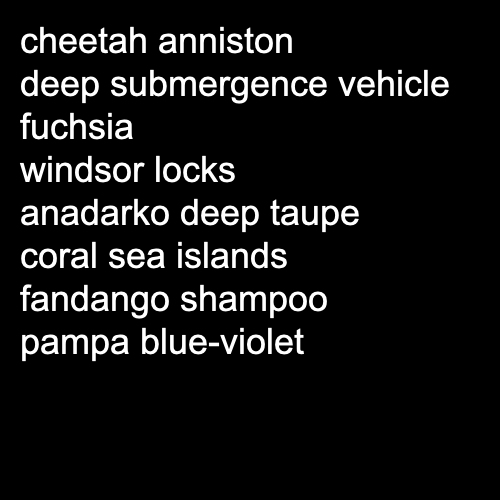 cheetah anniston
deep submergence vehicle
fuchsia
windsor locks
anadarko deep taupe
coral sea islands
fandango shampoo
pampa blue-violet